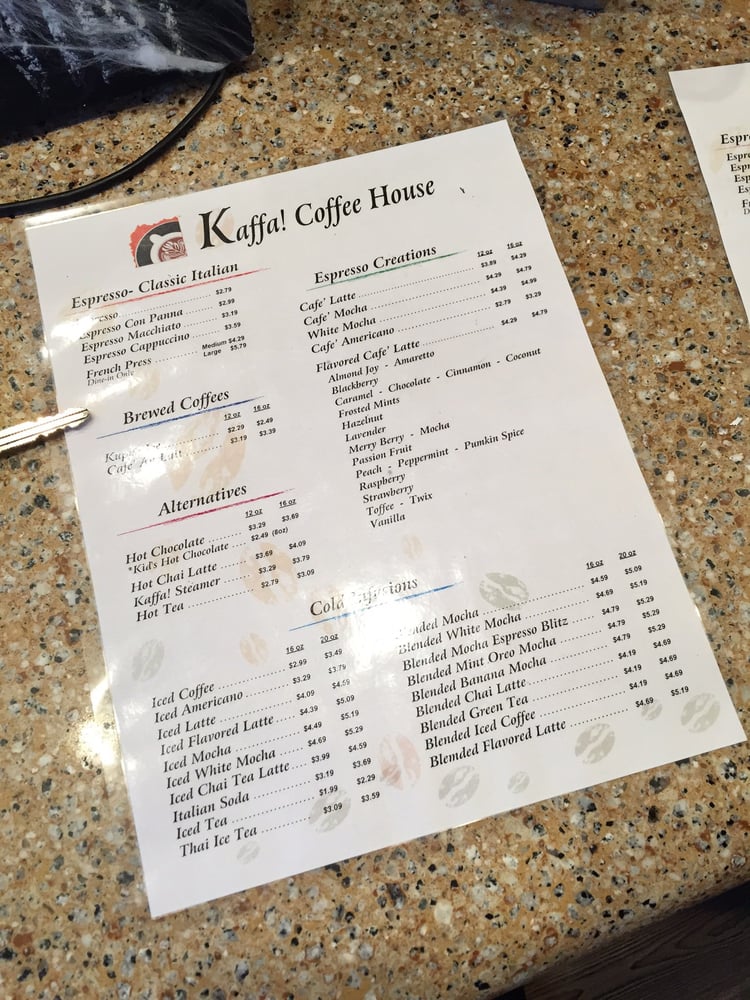 Kaffa! Coffee House
Espresso- Classic Italian
$2.79
Espresso Con Panna $2.99
Espresso Macchiato $3.19
Espresso Cappuccino $3.59
French Press Medium $4.29
Dine-in Only Large $5.79
Brewed Coffees
12 oz 16 oz
$2.29 $2.49
Cafe' Au Lait $3.19 $3.39
Alternatives
12 oz 16 oz
Hot Chocolate $3.29 $3.69
*Kid's Hot Chocolate $2.49 (8oz)
Hot Chai Latte $3.69 $4.09
Kaffa! Steamer $3.29 $3.79
Hot Tea $2.79 $3.09
Espresso Creations
12 oz 16 oz
Cafe' Latte $3.89 $4.29
Cafe' Mocha $4.29 $4.79
White Mocha $4.39 $4.99
Cafe' Americano $2.79 $3.29
Flavored Cafe' Latte $4.29 $4.79
Almond Joy - Amaretto
Blackberry
Caramel - Chocolate - Cinnamon - Coconut
Frosted Mints
Hazelnut
Lavender
Merry Berry - Mocha
Passion Fruit
Peach - Peppermint - Pumkin Spice
Raspberry
Strawberry
Toffee - Twix
Vanilla
Cold Infusions
16 oz 20 oz
Iced Coffee $2.99 $3.49
Iced Americano $3.29 $3.79
Iced Latte $4.09 $4.59
Iced Flavored Latte $4.39 $5.09
Iced Mocha $4.49 $5.19
Iced White Mocha $4.69 $5.29
Iced Chai Tea Latte $3.99 $4.59
Italian Soda $3.19 $3.69
Iced Tea $1.99 $2.29
Thai Ice Tea $3.09 $3.59
16 oz 20 oz
Blended Mocha $4.59 $5.09
Blended White Mocha $4.69 $5.19
Blended Mocha Espresso Blitz $4.79 $5.29
Blended Mint Oreo Mocha $4.79 $5.29
Blended Banana Mocha $4.79 $5.29
Blended Chai Latte $4.19 $4.69
Blended Green Tea $4.19 $4.69
Blended Iced Coffee $4.19 $4.69
Blemded Flavored Latte $4.69 $5.19